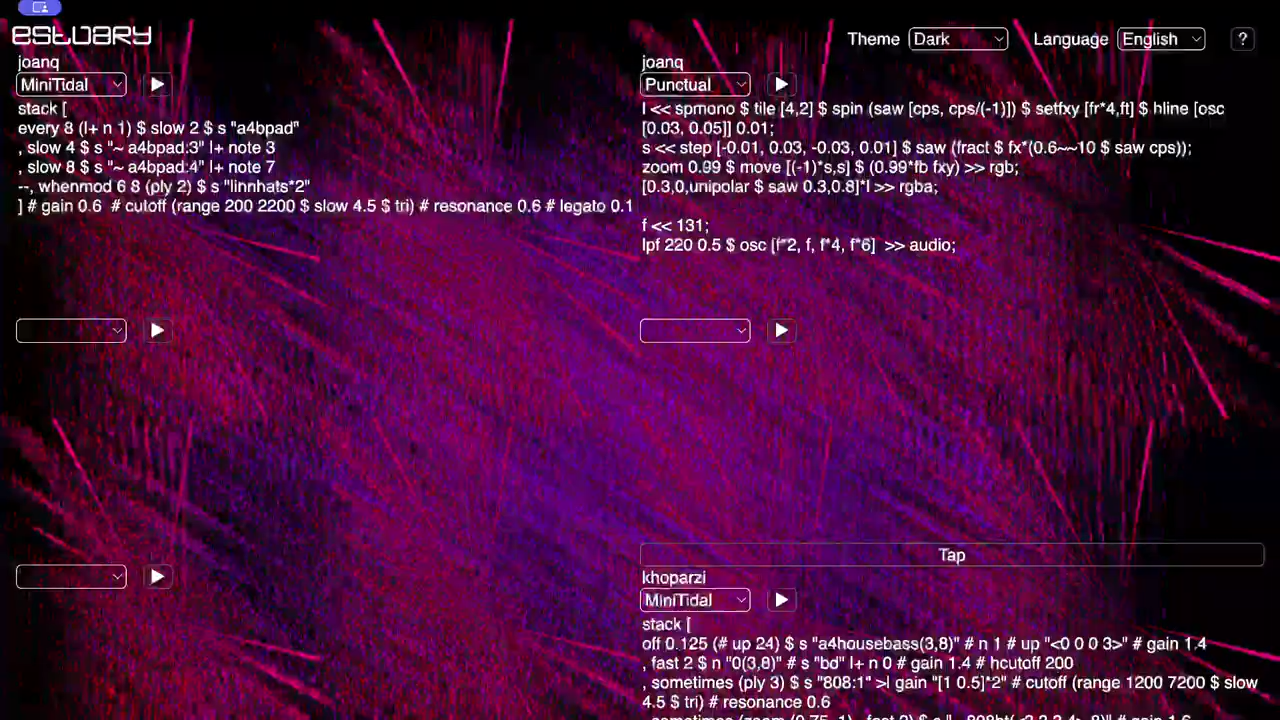 estuary
Theme Dark Language English ?
joanq
MiniTidal
stack [
every 8 (|+ n 1) $ slow 2 $ s "a4bpad"
, slow 4 $ s "~ a4bpad:3" |+ note 3
, slow 8 $ s "~ a4bpad:4" |+ note 7
--, whenmod 6 8 (ply 2) $ s "linnhats*2"
] # gain 0.6 # cutoff (range 200 2200 $ slow 4.5 $ tri) # resonance 0.6 # legato 0.1
joanq
Punctual
l << spmono $ tile [4,2] $ spin (saw [cps, cps/(-1)]) $ setfxy [fr*4,ft] $ hline [osc
[0.03, 0.05]] 0.01;
s << step [-0.01, 0.03, -0.03, 0.01] $ saw (fract $ fx*(0.6~~10 $ saw cps));
zoom 0.99 $ move [(-1)*s,s] $ (0.99*fb fxy) >> rgb;
[0.3,0,unipolar $ saw 0.3,0.8]*l >> rgba;
f << 131;
lpf 220 0.5 $ osc [f*2, f, f*4, f*6] >> audio;
Tap
khoparzi
MiniTidal
stack [
off 0.125 (# up 24) $ s "a4housebass(3,8)" # n 1 # up "<0 0 0 3>" # gain 1.4
, fast 2 $ n "0(3,8)" # s "bd" |+ n 0 # gain 1.4 # hcutoff 200
, sometimes (ply 3) $ s "808:1" >| gain "[1 0.5]*2" # cutoff (range 1200 7200 $ slow
4.5 $ tri) # resonance 0.6